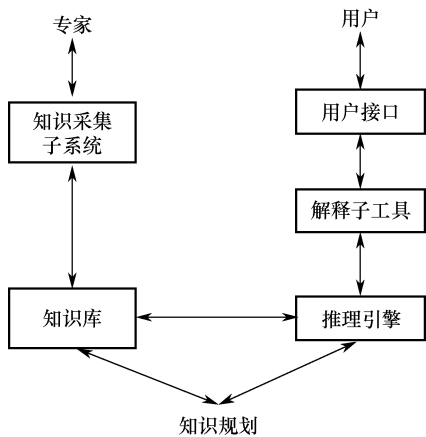 专家
用户
知识采集
子系统
用户接口
解释子工具
知识库
推理引擎
知识规划